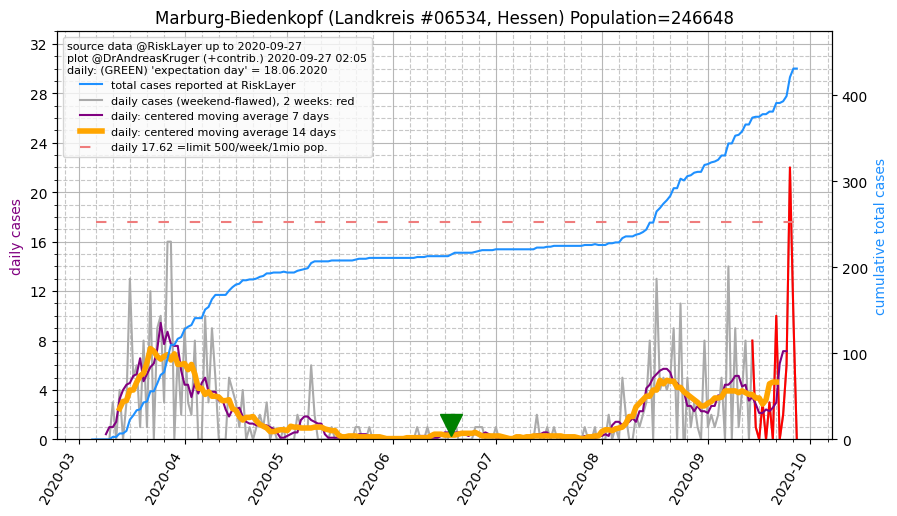 Marburg-Biedenkopf (Landkreis #06534, Hessen) Population=246648
source data @RiskLayer up to 2020-09-27
plot @DrAndreasKruger (+contrib.) 2020-09-27 02:05
daily: (GREEN) 'expectation day' = 18.06.2020
total cases reported at RiskLayer
daily cases (weekend-flawed), 2 weeks: red
daily: centered moving average 7 days
daily: centered moving average 14 days
daily 17.62 =limit 500/week/1mio pop.
daily cases
32
28
24
20
16
12
8
4
0
cumulative total cases
400
300
200
100
0
2020-03
2020-04
2020-05
2020-06
2020-07
2020-08
2020-09
2020-10